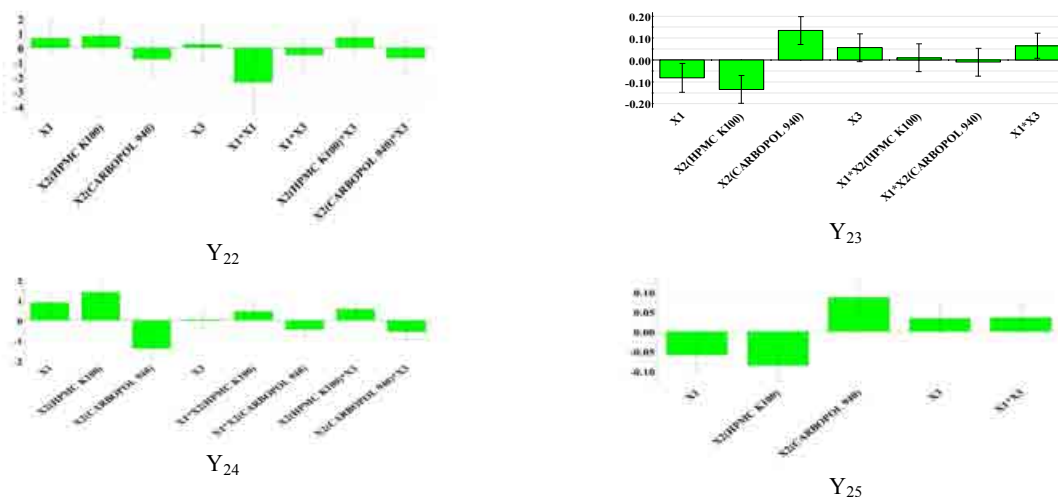 2
1
0
-1
-2
-3
-4
X1
X2(HPMC K100)
X2(CARBOPOL 940)
X3
X1*X1
X1*X3
X2(HPMC K100)*X3
X2(CARBOPOL 940)*X3
Y22
0.20
0.10
0.00
-0.10
-0.20
X1
X2(HPMC K100)
X2(CARBOPOL 940)
X3
X1*X2(HPMC K100)
X1*X2(CARBOPOL 940)
X1*X3
Y23
2
1
0
-1
2
X1
X2(HPMC K100)
X2(CARBOPOL 940)
X3
X1*X2(HPMC K100)
X1*X2(CARBOPOL 940)
X2(HPMC K100)*X3
X2(CARBOPOL 940)*X3
Y24
0.10
0.05
0.00
-0.05
-0.10
X1
X2(HPMC K100)
X2(CARBOPOL 940)
X3
X1*X3
Y25